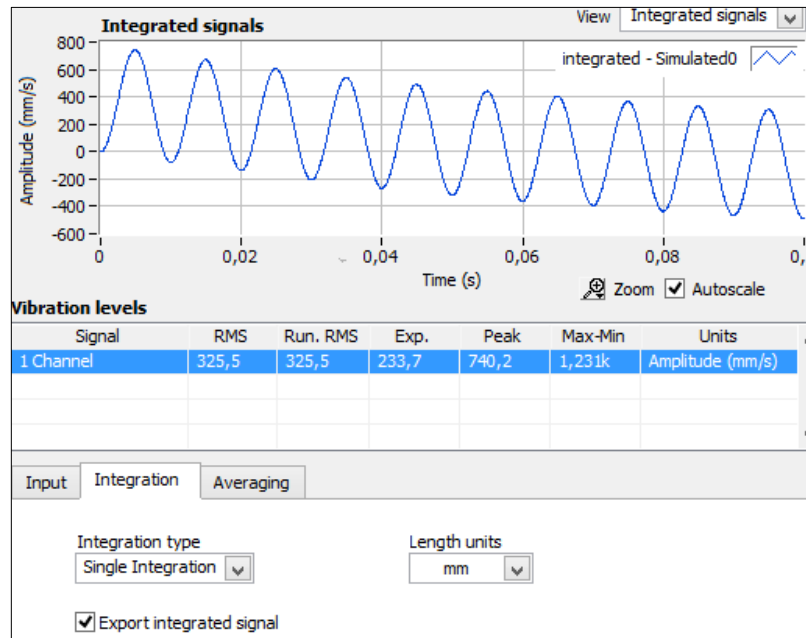 View Integrated signals
Integrated signals
integrated - Simulated0
Amplitude (mm/s)
800
600
400
200
0
-200
-400
-600
0 0,02 0,04 0,06 0,08 0,
Time (s)
Zoom Autoscale
Vibration levels
Signal RMS Run. RMS Exp. Peak Max-Min Units
1 Channel 325,5 325,5 233,7 740,2 1,231k Amplitude (mm/s)
Input Integration Averaging
Integration type Length units
Single Integration mm
Export integrated signal